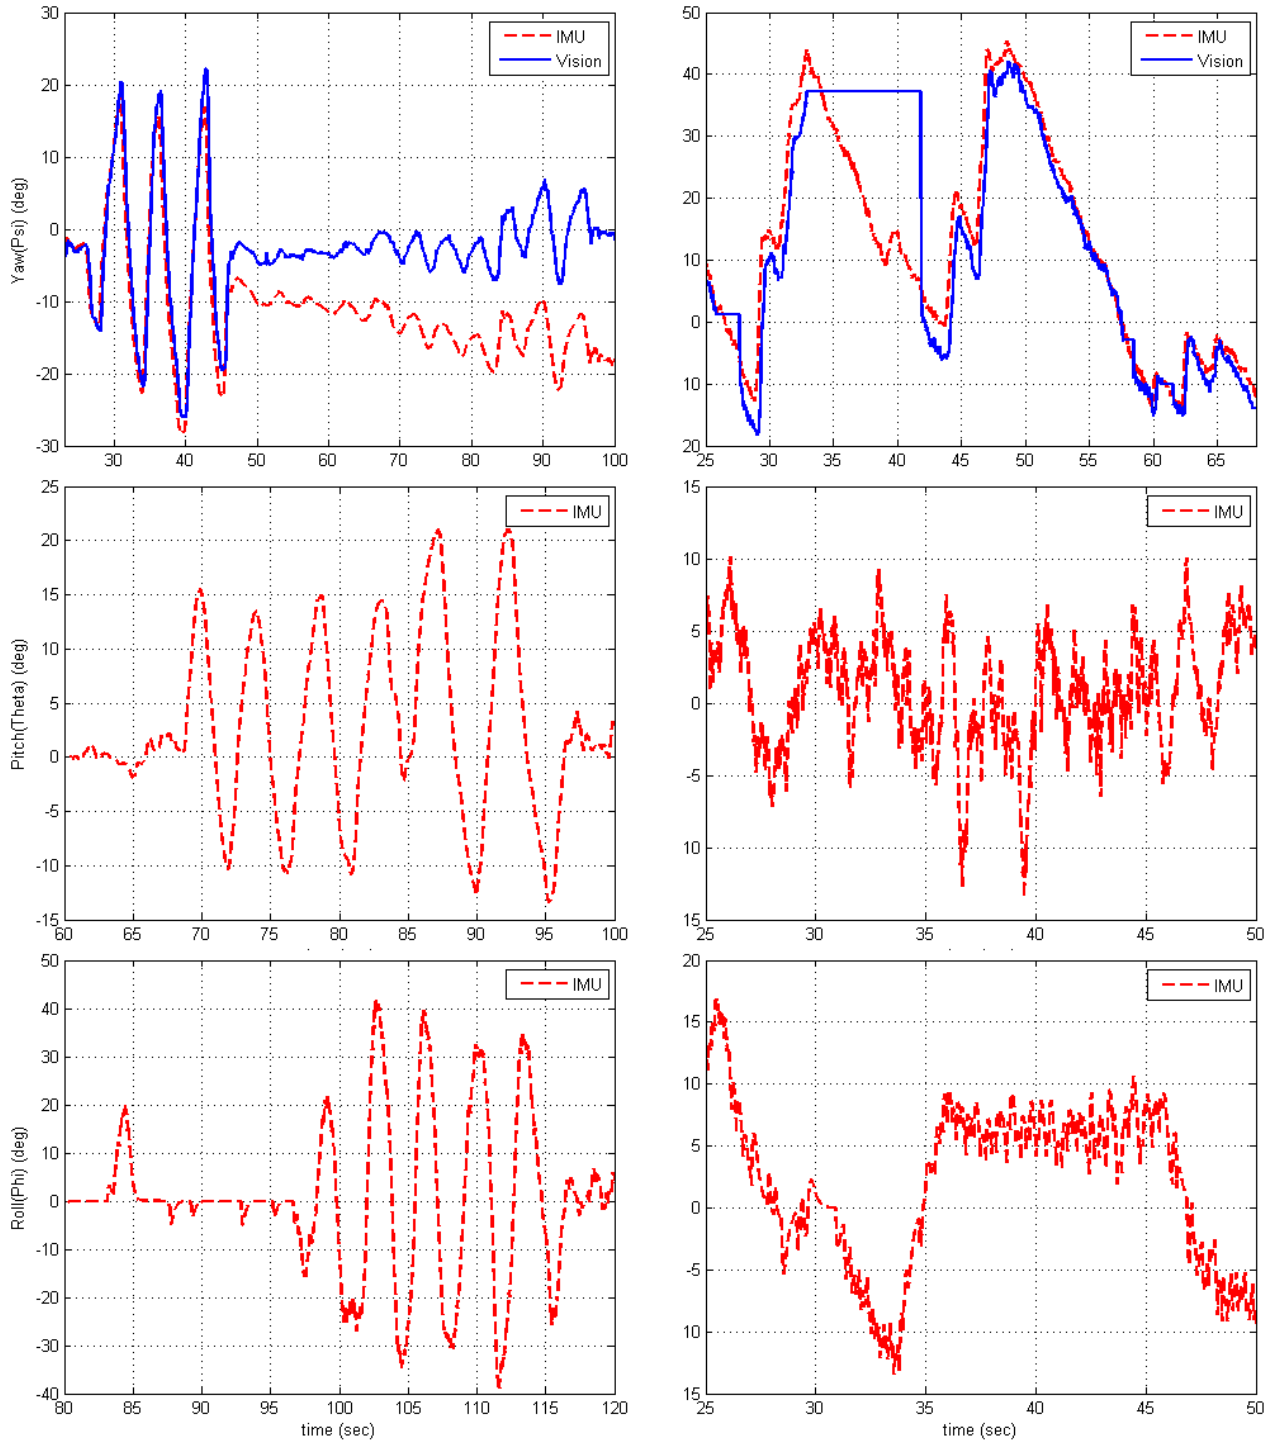 30
20
10
0
-10
-20
-30
Yaw(Psi) (deg)
IMU
Vision
30 40 50 60 70 80 90 100
50
40
30
20
10
0
10
20
IMU
Vision
25 30 35 40 45 50 55 60 65
25
20
15
10
5
0
-5
-10
-15
Pitch(Theta) (deg)
IMU
60 65 70 75 80 85 90 95 100
15
10
5
0
-5
10
15
IMU
25 30 35 40 45 50
50
40
30
20
10
0
-10
-20
-30
-40
Roll(Phi) (deg)
IMU
80 85 90 95 100 105 110 115 120
time (sec)
20
15
10
5
0
-5
10
15
IMU
25 30 35 40 45 50
time (sec)